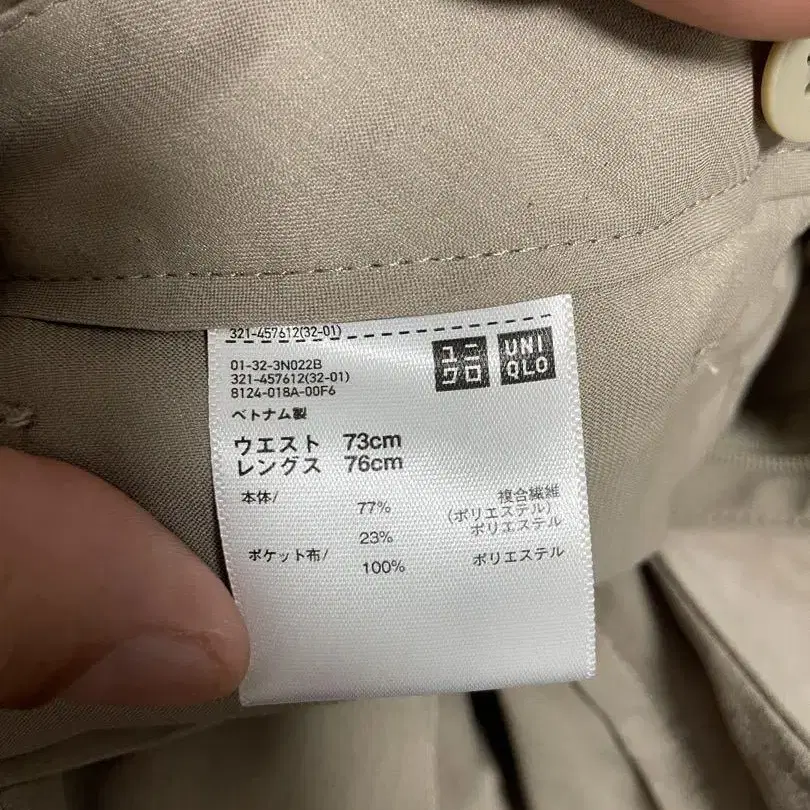 321-457612(32-01)
ユニクロ
UNIQLO
01-32-3N022B
321-457612(32-01)
8124-018A-00F6
ベトナム製
ウエスト 73cm
レングス 76cm
本体/ 77% 複合繊維
(ポリエステル)
23% ポリエステル
ポケット布/ 100% ポリエステル